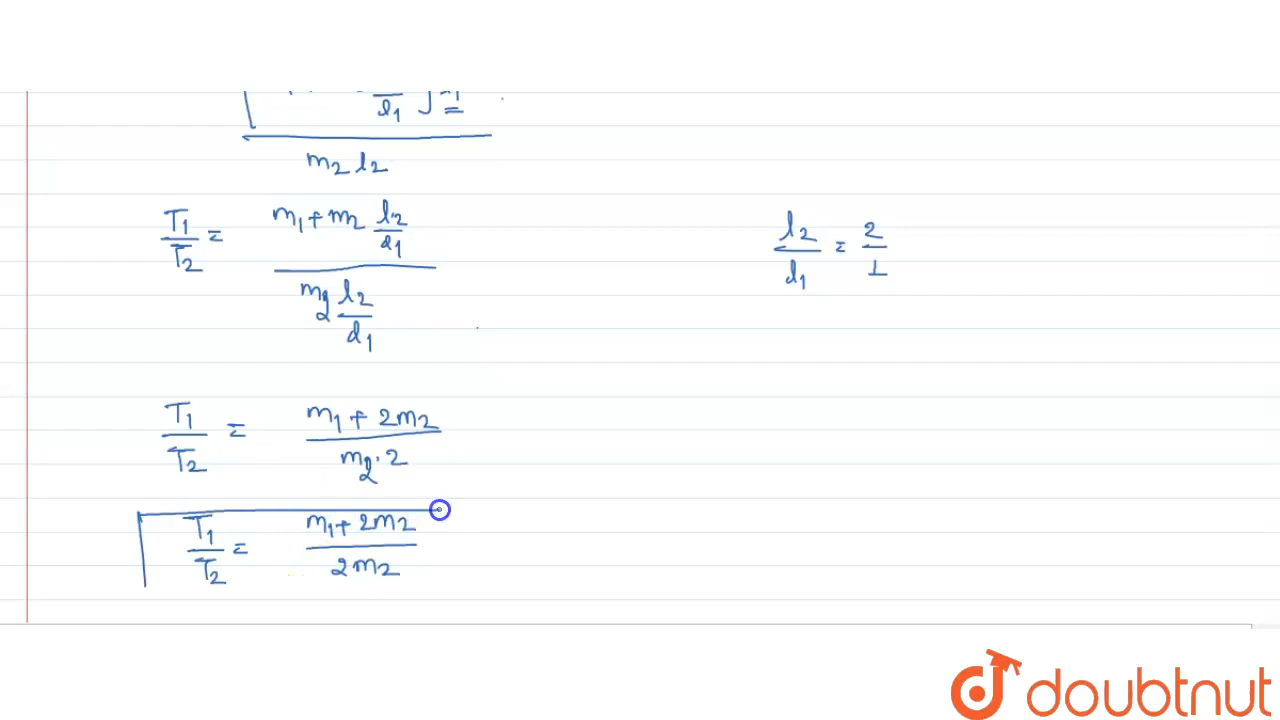 l1 ]
m2 l2
T1/T2 = (m1 + m2 l2/l1) / (m2 l2/l1)
l2/l1 = 2/1
T1/T2 = (m1 + 2m2) / (m2 · 2)
T1/T2 = (m1 + 2m2) / (2m2)
doubtnut